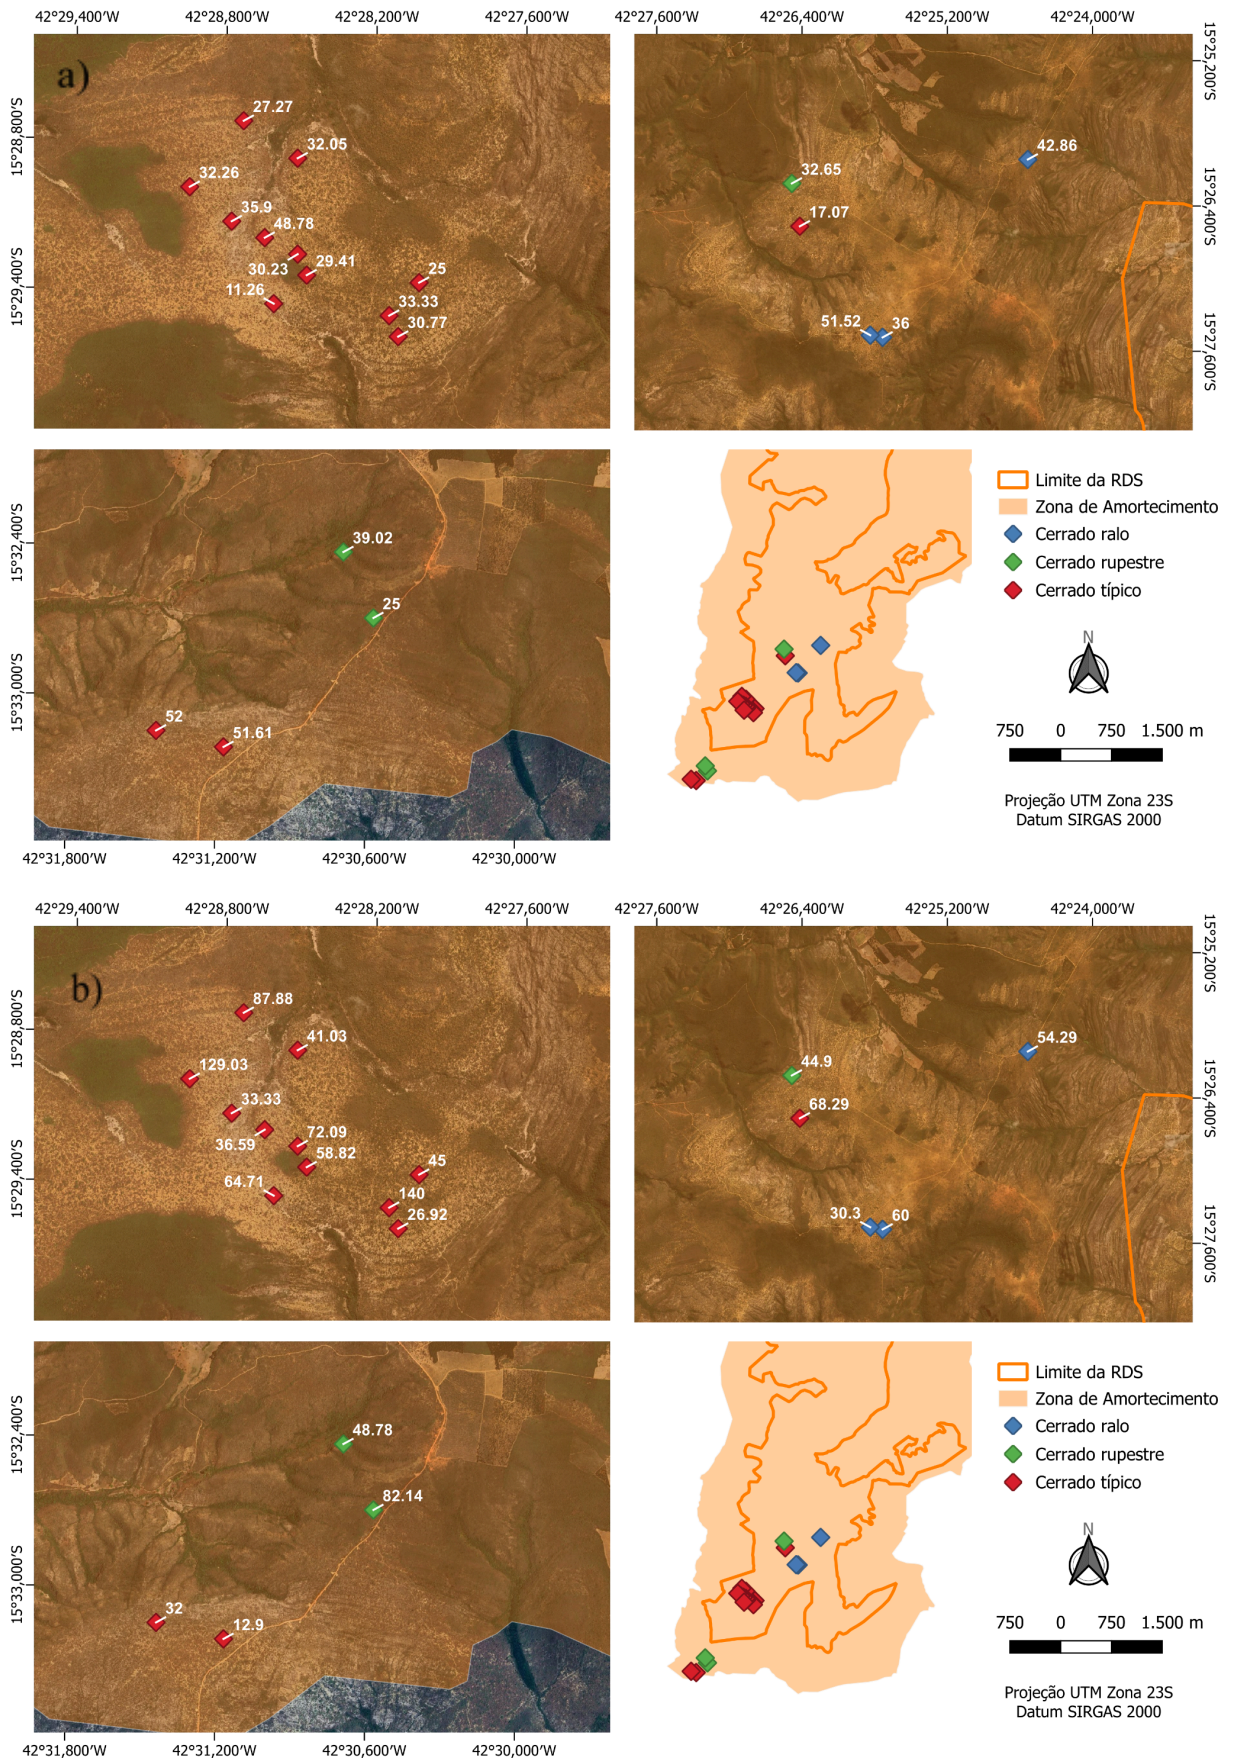 42°29,400'W 42°28,800'W 42°28,200'W 42°27,600'W 42°27,600'W 42°26,400'W 42°25,200'W 42°24,000'W
a)
15°28,800'S
15°29,400'S
27.27
32.05
32.26
35.9
48.78
30.23
29.41
11.26
25
33.33
30.77
15°25,200'S
15°26,400'S
15°27,600'S
42.86
32.65
17.07
51.52
36
15°32,400'S
15°33,000'S
39.02
25
52
51.61
42°31,800'W 42°31,200'W 42°30,600'W 42°30,000'W
Limite da RDS
Zona de Amortecimento
Cerrado ralo
Cerrado rupestre
Cerrado típico
N
750 0 750 1.500 m
Projeção UTM Zona 23S
Datum SIRGAS 2000
42°29,400'W 42°28,800'W 42°28,200'W 42°27,600'W 42°27,600'W 42°26,400'W 42°25,200'W 42°24,000'W
b)
15°28,800'S
15°29,400'S
87.88
41.03
129.03
33.33
36.59
72.09
58.82
64.71
45
140
26.92
15°25,200'S
15°26,400'S
15°27,600'S
54.29
44.9
68.29
30.3
60
15°32,400'S
15°33,000'S
48.78
82.14
32
12.9
42°31,800'W 42°31,200'W 42°30,600'W 42°30,000'W
Limite da RDS
Zona de Amortecimento
Cerrado ralo
Cerrado rupestre
Cerrado típico
N
750 0 750 1.500 m
Projeção UTM Zona 23S
Datum SIRGAS 2000